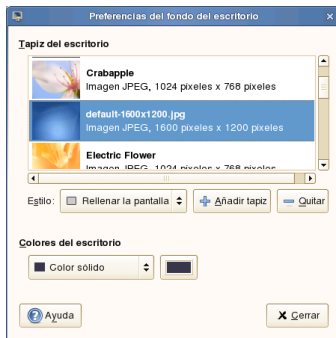 Preferencias del fondo del escritorio
Tapiz del escritorio
Crabapple
Imagen JPEG, 1024 píxeles x 768 píxeles
default-1600x1200.jpg
Imagen JPEG, 1600 píxeles x 1200 píxeles
Electric Flower
Imagen JPEG, 1024 píxeles x 768 píxeles
Estilo: Rellenar la pantalla Añadir tapiz Quitar
Colores del escritorio
Color sólido
Ayuda Cerrar